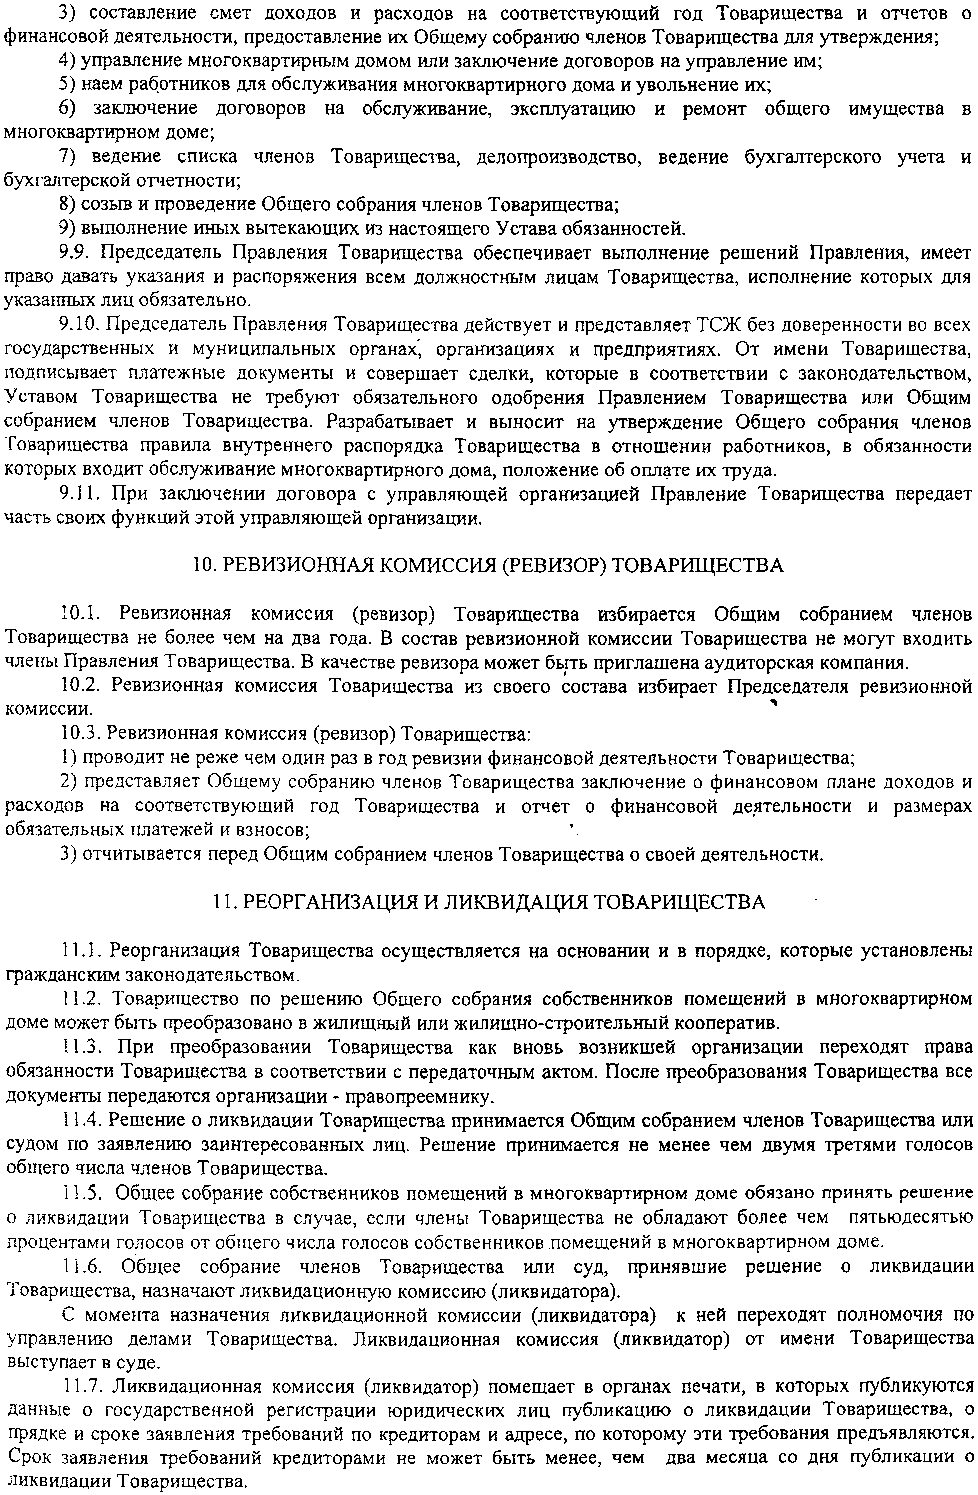 3) составление смет доходов и расходов на соответствующий год Товарищества и отчетов о
финансовой деятельности, предоставление их Общему собранию членов Товарищества для утверждения;
4) управление многоквартирным домом или заключение договоров на управление им;
5) наем работников для обслуживания многоквартирного дома и увольнение их;
6) заключение договоров на обслуживание, эксплуатацию и ремонт общего имущества в
многоквартирном доме;
7) ведение списка членов Товарищества, делопроизводство, ведение бухгалтерского учета и
бухгалтерской отчетности;
8) созыв и проведение Общего собрания членов Товарищества;
9) выполнение иных вытекающих из настоящего Устава обязанностей.
9.9. Председатель Правления Товарищества обеспечивает выполнение решений Правления, имеет
право давать указания и распоряжения всем должностным лицам Товарищества, исполнение которых для
указанных лиц обязательно.
9.10. Председатель Правления Товарищества действует и представляет ТСЖ без доверенности во всех
государственных и муниципальных органах, организациях и предприятиях. От имени Товарищества,
подписывает платежные документы и совершает сделки, которые в соответствии с законодательством,
Уставом Товарищества не требуют обязательного одобрения Правлением Товарищества или Общим
собранием членов Товарищества. Разрабатывает и выносит на утверждение Общего собрания членов
Товарищества правила внутреннего распорядка Товарищества в отношении работников, в обязанности
которых входит обслуживание многоквартирного дома, положение об оплате их труда.
9.11. При заключении договора с управляющей организацией Правление Товарищества передает
часть своих функций этой управляющей организации.
10. РЕВИЗИОННАЯ КОМИССИЯ (РЕВИЗОР) ТОВАРИЩЕСТВА
10.1. Ревизионная комиссия (ревизор) Товарищества избирается Общим собранием членов
Товарищества не более чем на два года. В состав ревизионной комиссии Товарищества не могут входить
члены Правления Товарищества. В качестве ревизора может быть приглашена аудиторская компания.
10.2. Ревизионная комиссия Товарищества из своего состава избирает Председателя ревизионной
комиссии.
10.3. Ревизионная комиссия (ревизор) Товарищества:
1) проводит не реже чем один раз в год ревизии финансовой деятельности Товарищества;
2) представляет Общему собранию членов Товарищества заключение о финансовом плане доходов и
расходов на соответствующий год Товарищества и отчет о финансовой деятельности и размерах
обязательных платежей и взносов;
3) отчитывается перед Общим собранием членов Товарищества о своей деятельности.
11. РЕОРГАНИЗАЦИЯ И ЛИКВИДАЦИЯ ТОВАРИЩЕСТВА
11.1. Реорганизация Товарищества осуществляется на основании и в порядке, которые установлены
гражданским законодательством.
11.2. Товарищество по решению Общего собрания собственников помещений в многоквартирном
доме может быть преобразовано в жилищный или жилищно-строительный кооператив.
11.3. При преобразовании Товарищества как вновь возникшей организации переходят права
обязанности Товарищества в соответствии с передаточным актом. После преобразования Товарищества все
документы передаются организации - правопреемнику.
11.4. Решение о ликвидации Товарищества принимается Общим собранием членов Товарищества или
судом по заявлению заинтересованных лиц. Решение принимается не менее чем двумя третями голосов
общего числа членов Товарищества.
11.5. Общее собрание собственников помещений в многоквартирном доме обязано принять решение
о ликвидации Товарищества в случае, если члены Товарищества не обладают более чем пятьюдесятью
процентами голосов от общего числа голосов собственников помещений в многоквартирном доме.
11.6. Общее собрание членов Товарищества или суд, принявшие решение о ликвидации
Товарищества, назначают ликвидационную комиссию (ликвидатора).
С момента назначения ликвидационной комиссии (ликвидатора) к ней переходят полномочия по
управлению делами Товарищества. Ликвидационная комиссия (ликвидатор) от имени Товарищества
выступает в суде.
11.7. Ликвидационная комиссия (ликвидатор) помещает в органах печати, в которых публикуются
данные о государственной регистрации юридических лиц публикацию о ликвидации Товарищества, о
прядке и сроке заявления требований по кредиторам и адресе, по которому эти требования предъявляются.
Срок заявления требований кредиторами не может быть менее, чем два месяца со дня публикации о
ликвидации Товарищества.